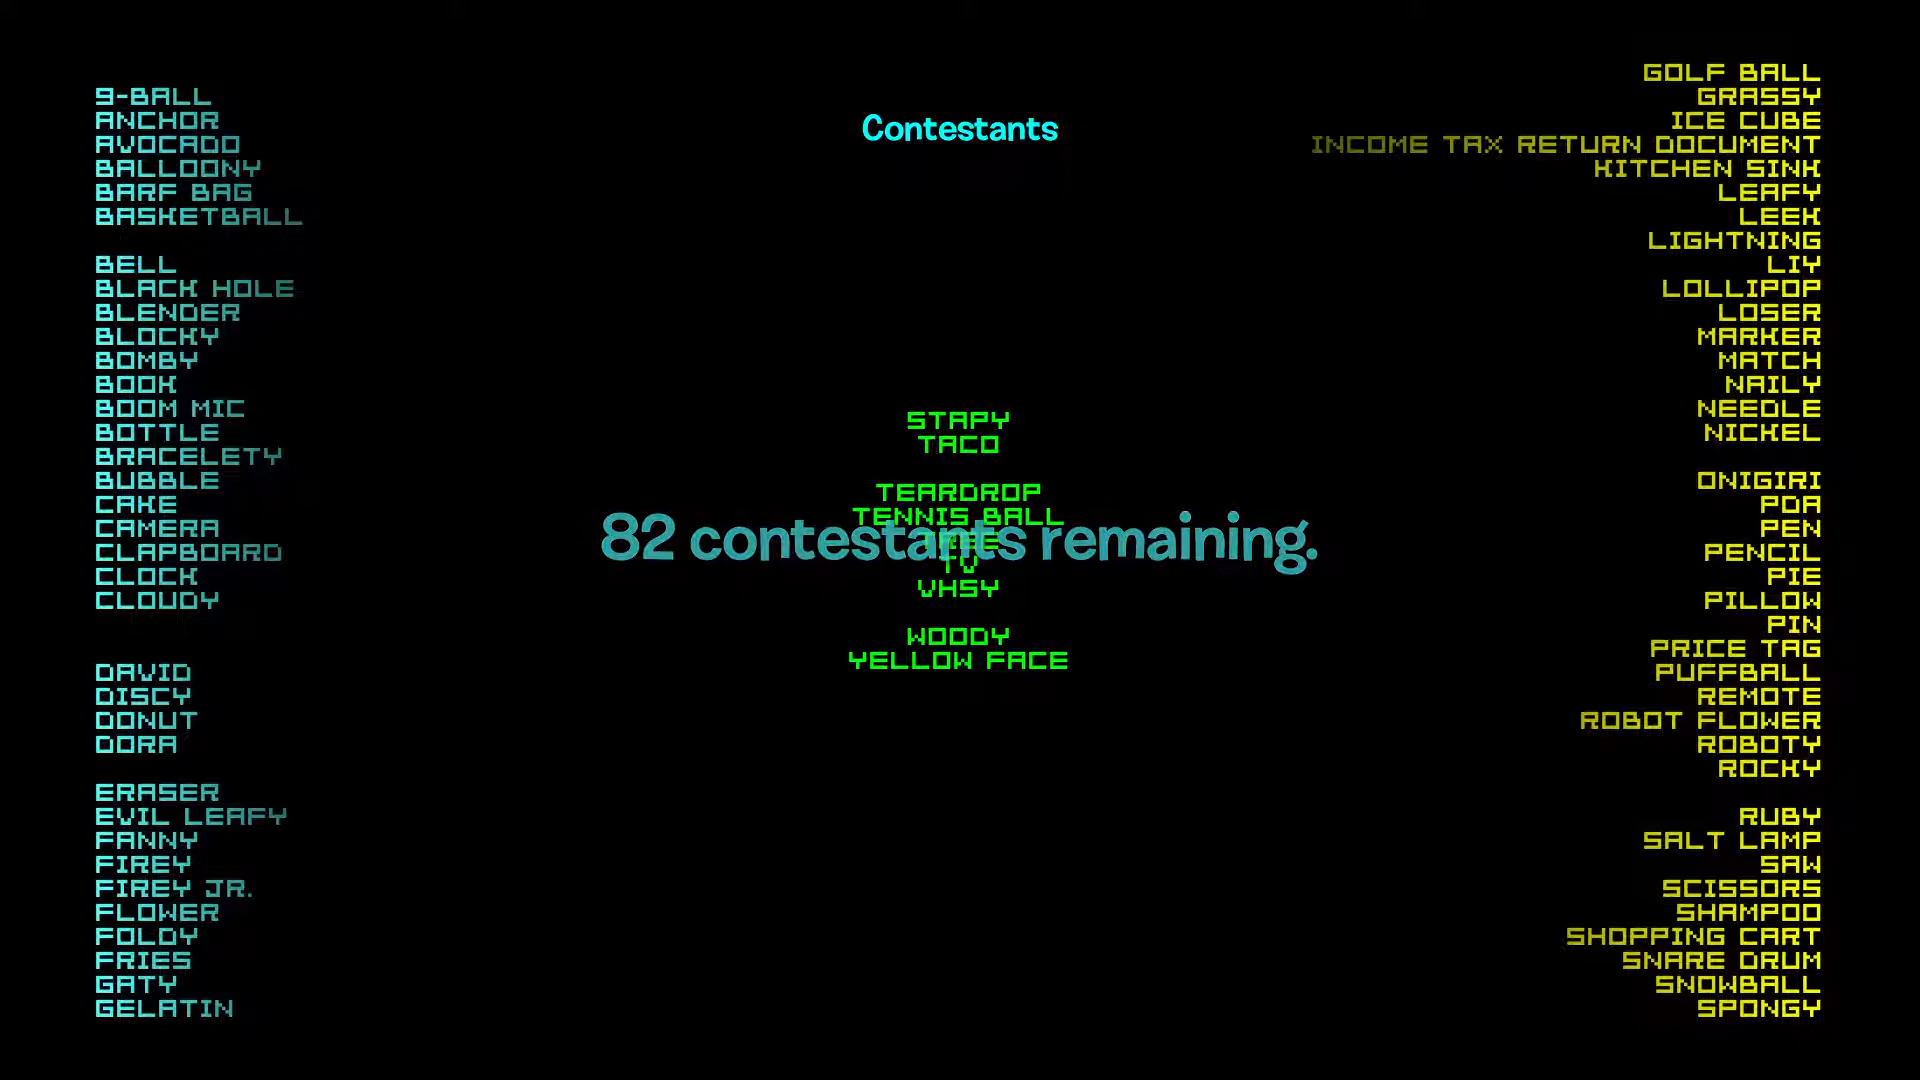 9-BALL
ANCHOR
AVOCADO
BALLOONY
BARF BAG
BASKETBALL
BELL
BLACK HOLE
BLENDER
BLOCKY
BOMBY
BOOK
BOOM MIC
BOTTLE
BRACELETY
BUBBLE
CAKE
CAMERA
CLAPBOARD
CLOCK
CLOUDY
DAVID
DISCY
DONUT
DORA
ERASER
EVIL LEAFY
FANNY
FIREY
FIREY JR.
FLOWER
FOLDY
FRIES
GATY
GELATIN
Contestants
STAPY
TACO
TEARDROP
TENNIS BALL
82 contestants remaining.
TREE
TV
VHSY
WOODY
YELLOW FACE
GOLF BALL
GRASSY
ICE CUBE
INCOME TAX RETURN DOCUMENT
KITCHEN SINK
LEAFY
LEEK
LIGHTNING
LIY
LOLLIPOP
LOSER
MARKER
MATCH
NAILY
NEEDLE
NICKEL
ONIGIRI
PDA
PEN
PENCIL
PIE
PILLOW
PIN
PRICE TAG
PUFFBALL
REMOTE
ROBOT FLOWER
ROBOTY
ROCKY
RUBY
SALT LAMP
SAW
SCISSORS
SHAMPOO
SHOPPING CART
SNARE DRUM
SNOWBALL
SPONGY